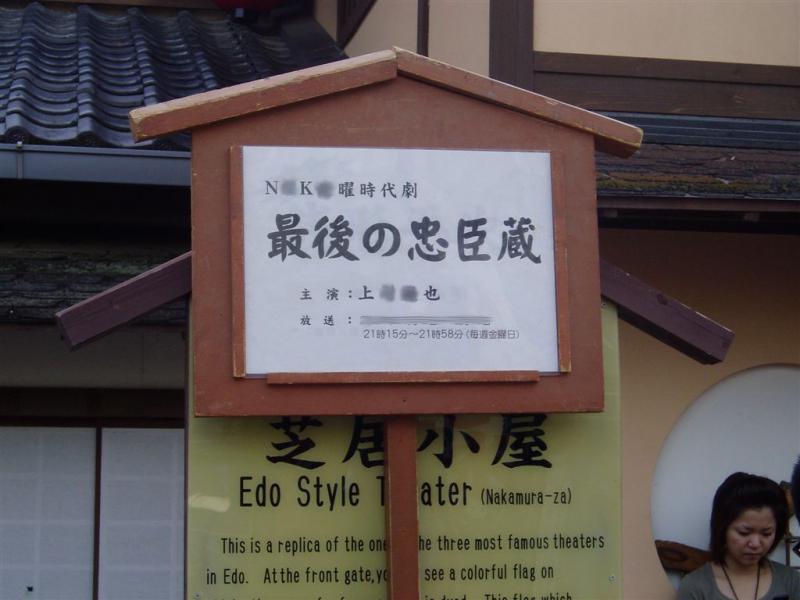 N K 曜時代劇
最後の忠臣蔵
主演：上 也
放送：
21時15分～21時58分(毎週金曜日)
芝居小屋
Edo Style ater (Nakamura-za)
This is a replica of the one he three most famous theaters
in Edo. At the front gate, yo see a colorful flag on